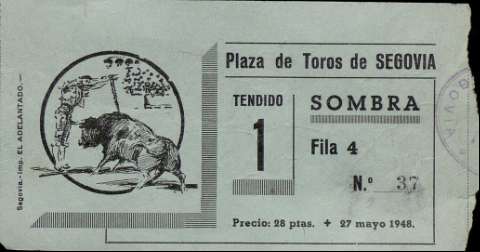 Plaza de Toros de SEGOVIA
TENDIDO
1
SOMBRA
Fila 4
N.º 37
Precio: 28 ptas. + 27 mayo 1948.
Segovia.-Imp. EL ADELANTADO.—
SEGOVIA